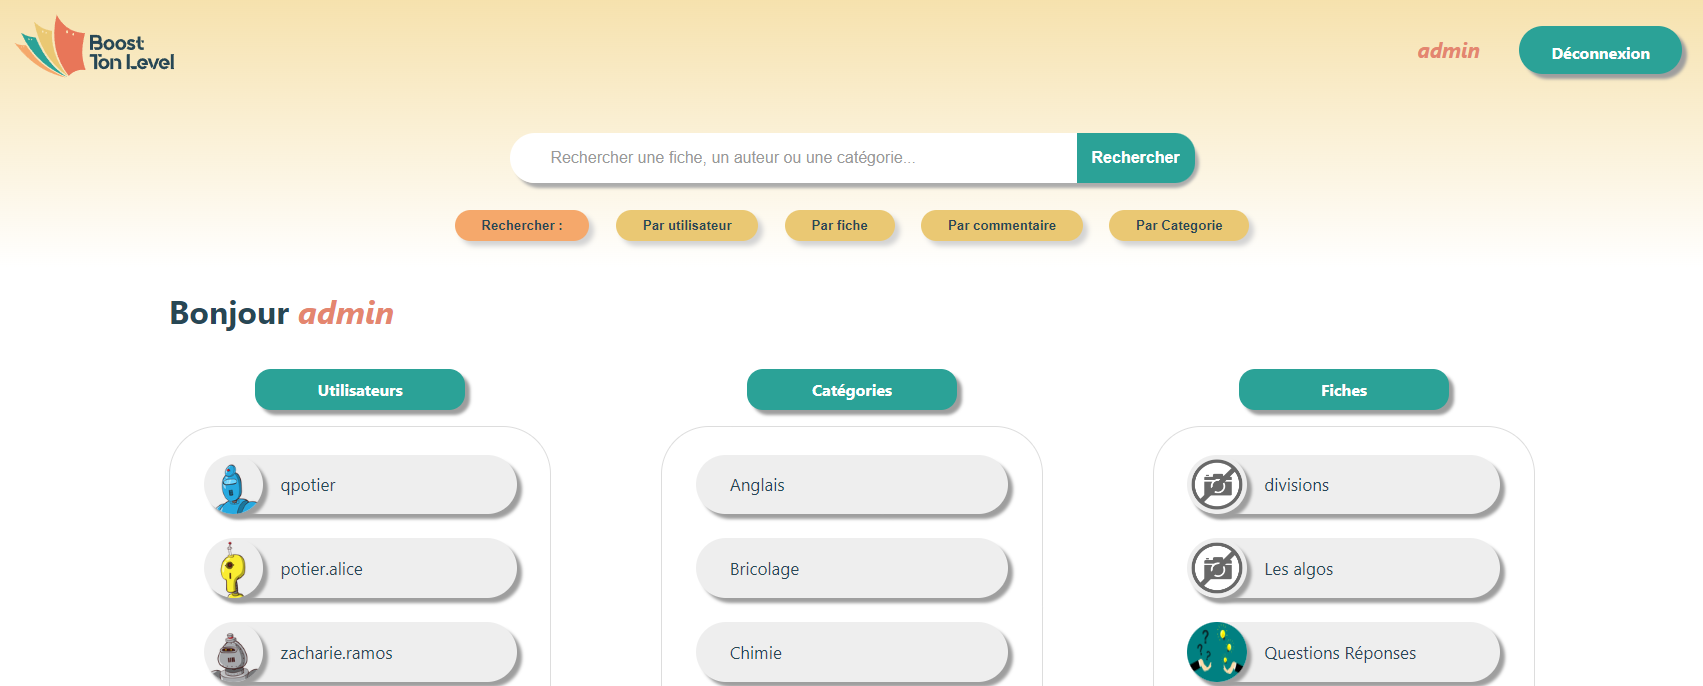 Boost
Ton Level
admin
Déconnexion
Rechercher une fiche, un auteur ou une catégorie...
Rechercher
Rechercher :
Par utilisateur
Par fiche
Par commentaire
Par Categorie
Bonjour admin
Utilisateurs
Catégories
Fiches
qpotier
Anglais
divisions
potier.alice
Bricolage
Les algos
zacharie.ramos
Chimie
Questions Réponses